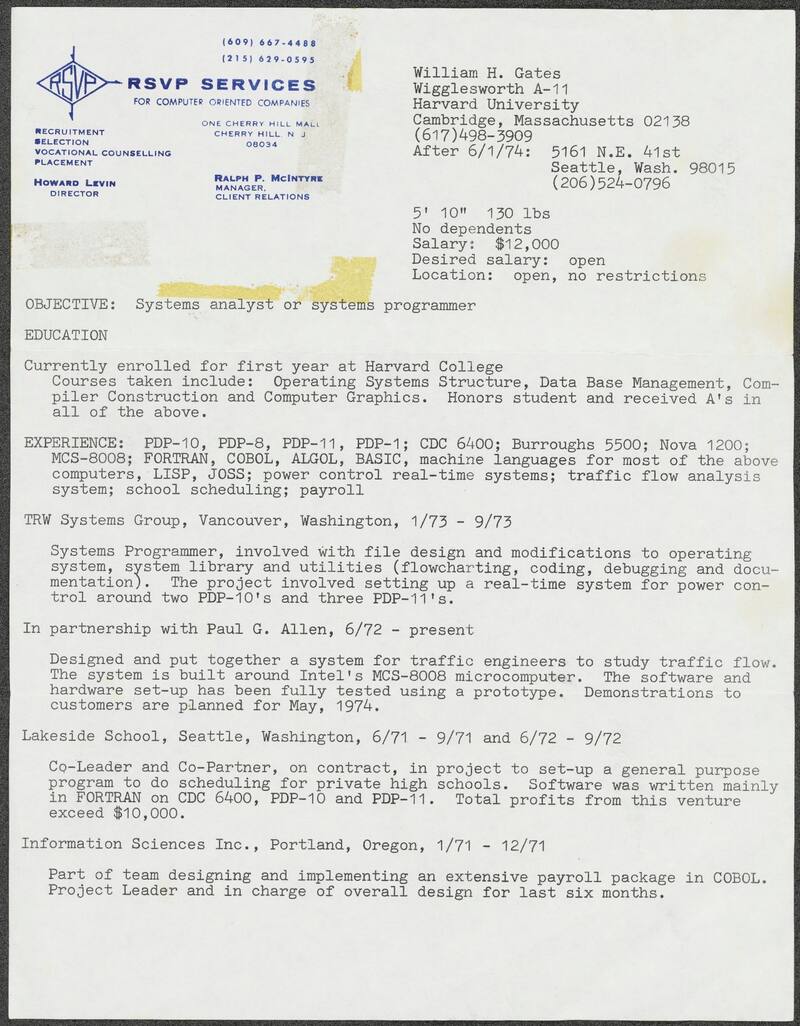 (609) 667-4488
(215) 629-0595
RSVP
RSVP SERVICES
FOR COMPUTER ORIENTED COMPANIES
ONE CHERRY HILL MALL
CHERRY HILL N J
08034
RECRUITMENT
SELECTION
VOCATIONAL COUNSELLING
PLACEMENT
HOWARD LEVIN
DIRECTOR
RALPH P. MCINTYRE
MANAGER,
CLIENT RELATIONS
William H. Gates
Wigglesworth A-11
Harvard University
Cambridge, Massachusetts 02138
(617)498-3909
After 6/1/74: 5161 N.E. 41st
Seattle, Wash. 98015
(206)524-0796
5' 10" 130 lbs
No dependents
Salary: $12,000
Desired salary: open
Location: open, no restrictions
OBJECTIVE: Systems analyst or systems programmer
EDUCATION
Currently enrolled for first year at Harvard College
Courses taken include: Operating Systems Structure, Data Base Management, Com-
piler Construction and Computer Graphics. Honors student and received A's in
all of the above.
EXPERIENCE: PDP-10, PDP-8, PDP-11, PDP-1; CDC 6400; Burroughs 5500; Nova 1200;
MCS-8008; FORTRAN, COBOL, ALGOL, BASIC, machine languages for most of the above
computers, LISP, JOSS; power control real-time systems; traffic flow analysis
system; school scheduling; payroll
TRW Systems Group, Vancouver, Washington, 1/73 - 9/73
Systems Programmer, involved with file design and modifications to operating
system, system library and utilities (flowcharting, coding, debugging and docu-
mentation). The project involved setting up a real-time system for power con-
trol around two PDP-10's and three PDP-11's.
In partnership with Paul G. Allen, 6/72 - present
Designed and put together a system for traffic engineers to study traffic flow.
The system is built around Intel's MCS-8008 microcomputer. The software and
hardware set-up has been fully tested using a prototype. Demonstrations to
customers are planned for May, 1974.
Lakeside School, Seattle, Washington, 6/71 - 9/71 and 6/72 - 9/72
Co-Leader and Co-Partner, on contract, in project to set-up a general purpose
program to do scheduling for private high schools. Software was written mainly
in FORTRAN on CDC 6400, PDP-10 and PDP-11. Total profits from this venture
exceed $10,000.
Information Sciences Inc., Portland, Oregon, 1/71 - 12/71
Part of team designing and implementing an extensive payroll package in COBOL.
Project Leader and in charge of overall design for last six months.